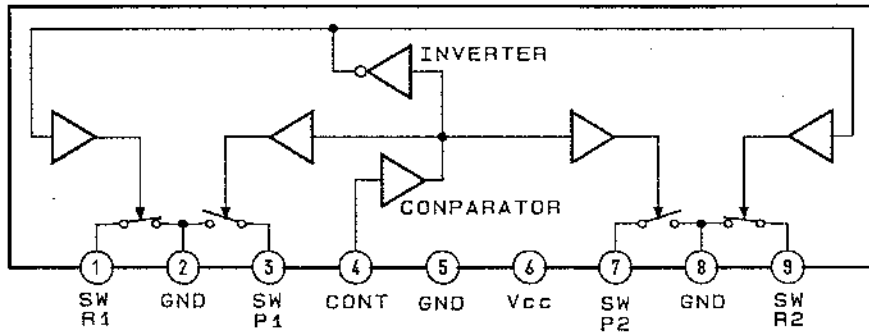 INVERTER
CONPARATOR
1 2 3 4 5 6 7 8 9
SW R1 GND SW P1 CONT GND Vcc SW P2 GND SW R2